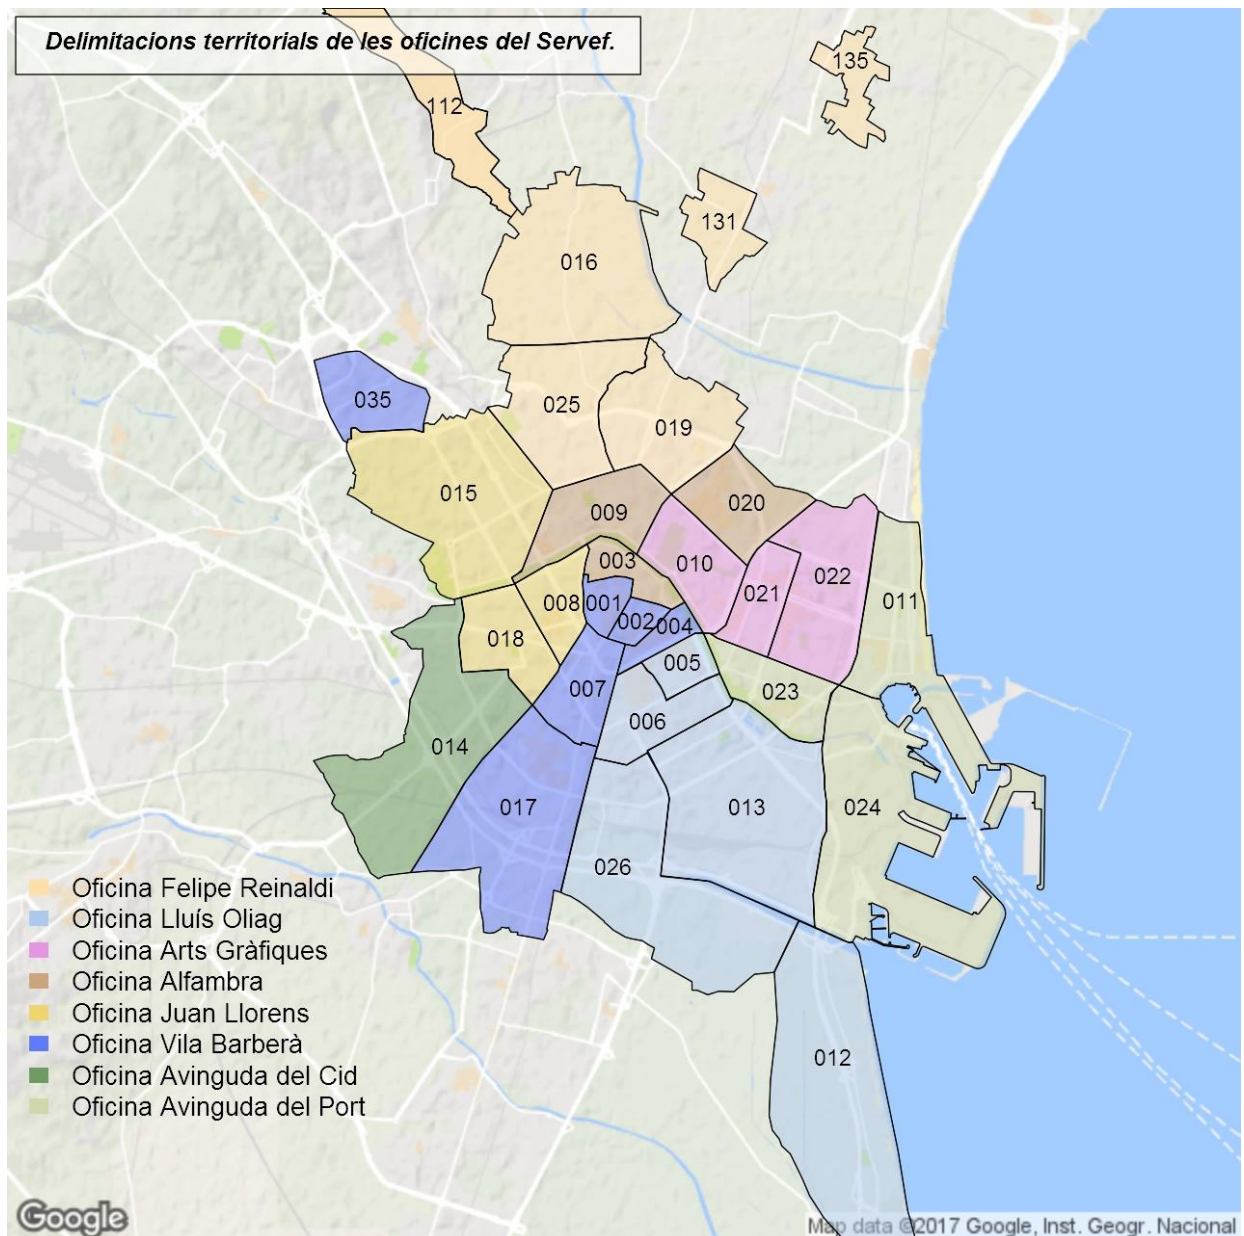 Delimitacions territorials de les oficines del Servef.
135
112
131
016
035
025
019
015
020
009
003
010
022
021
001
008
011
002
004
018
005
007
023
006
014
017
013
024
026
Oficina Felipe Reinaldi
Oficina Lluís Oliag
Oficina Arts Gràfiques
Oficina Alfambra
Oficina Juan Llorens
Oficina Vila Barberà
012
Oficina Avinguda del Cid
Oficina Avinguda del Port
Google
Map data ©2017 Google, Inst. Geogr. Nacional